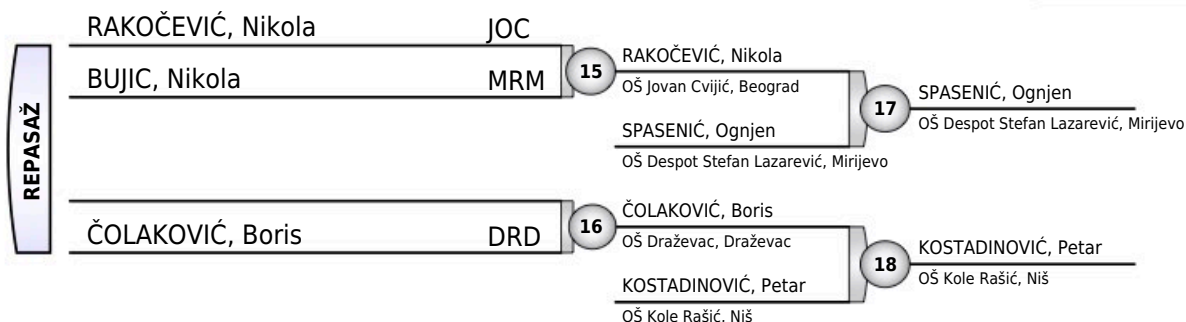 REPASAŽ
RAKOČEVIĆ, Nikola JOC
BUJIC, Nikola MRM
15
RAKOČEVIĆ, Nikola
OŠ Jovan Cvijić, Beograd
SPASENIĆ, Ognjen
OŠ Despot Stefan Lazarević, Mirijevo
17
SPASENIĆ, Ognjen
OŠ Despot Stefan Lazarević, Mirijevo
ČOLAKOVIĆ, Boris DRD
16
ČOLAKOVIĆ, Boris
OŠ Draževac, Draževac
KOSTADINOVIĆ, Petar
OŠ Kole Rašić, Niš
18
KOSTADINOVIĆ, Petar
OŠ Kole Rašić, Niš